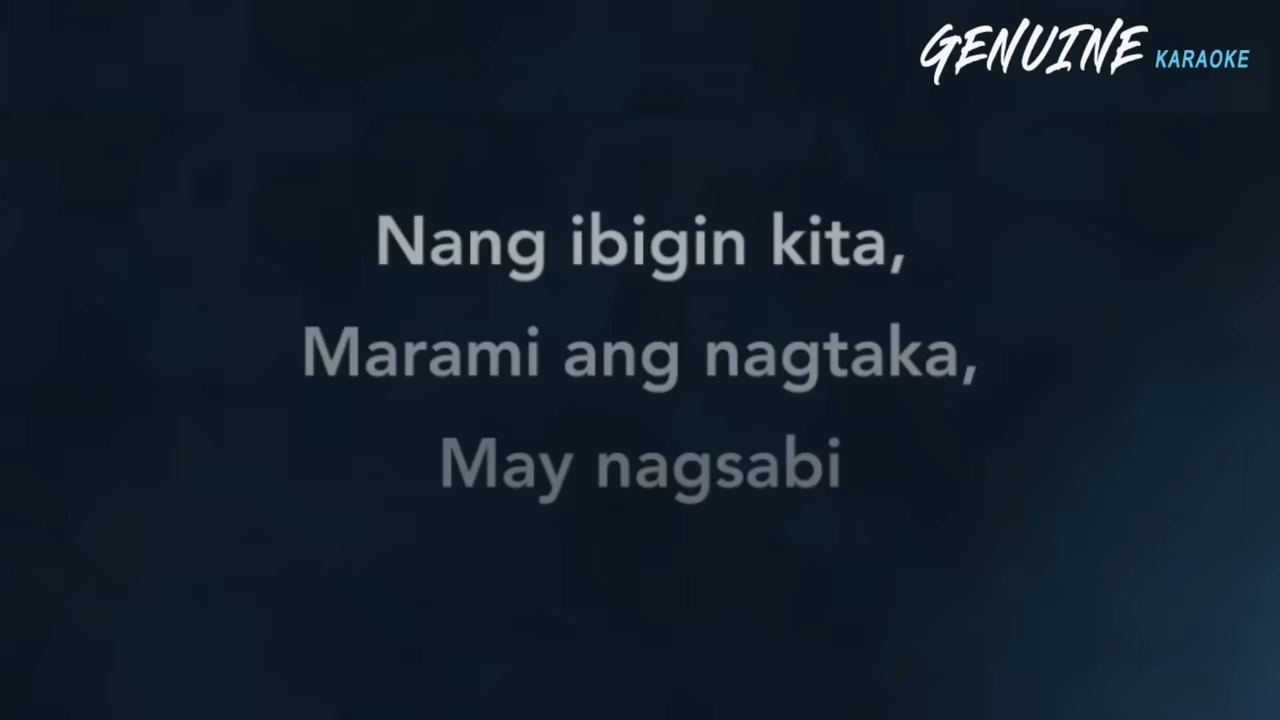 GENUINE KARAOKE
Nang ibigin kita,
Marami ang nagtaka,
May nagsabi